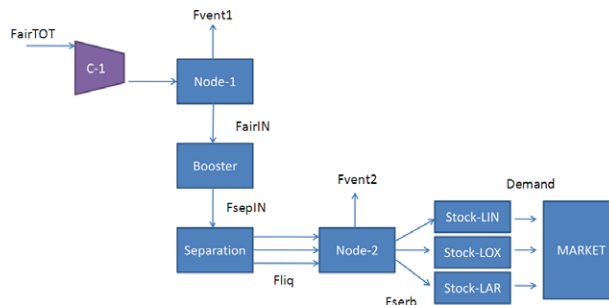 Fvent1
FairTOT
C-1
Node-1
FairIN
Booster
Fvent2
Demand
FsepIN
Stock-LIN
Separation
Node-2
Stock-LOX
MARKET
Fliq
Stock-LAR
Fserb